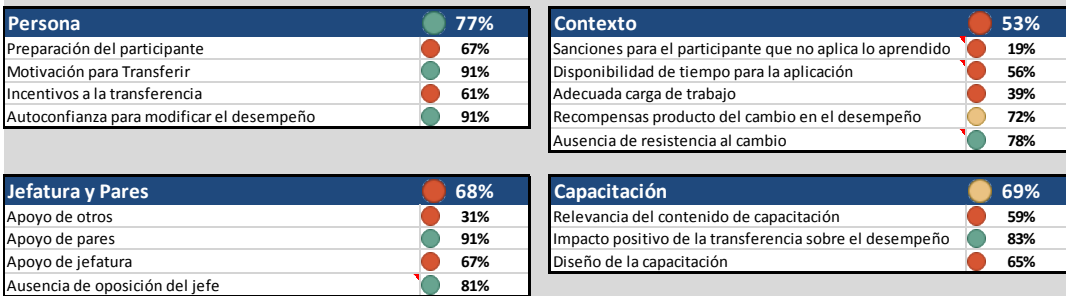 Persona 77%
Preparación del participante 67%
Motivación para Transferir 91%
Incentivos a la transferencia 61%
Autoconfianza para modificar el desempeño 91%
Contexto 53%
Sanciones para el participante que no aplica lo aprendido 19%
Disponibilidad de tiempo para la aplicación 56%
Adecuada carga de trabajo 39%
Recompensas producto del cambio en el desempeño 72%
Ausencia de resistencia al cambio 78%
Jefatura y Pares 68%
Apoyo de otros 31%
Apoyo de pares 91%
Apoyo de jefatura 67%
Ausencia de oposición del jefe 81%
Capacitación 69%
Relevancia del contenido de capacitación 59%
Impacto positivo de la transferencia sobre el desempeño 83%
Diseño de la capacitación 65%